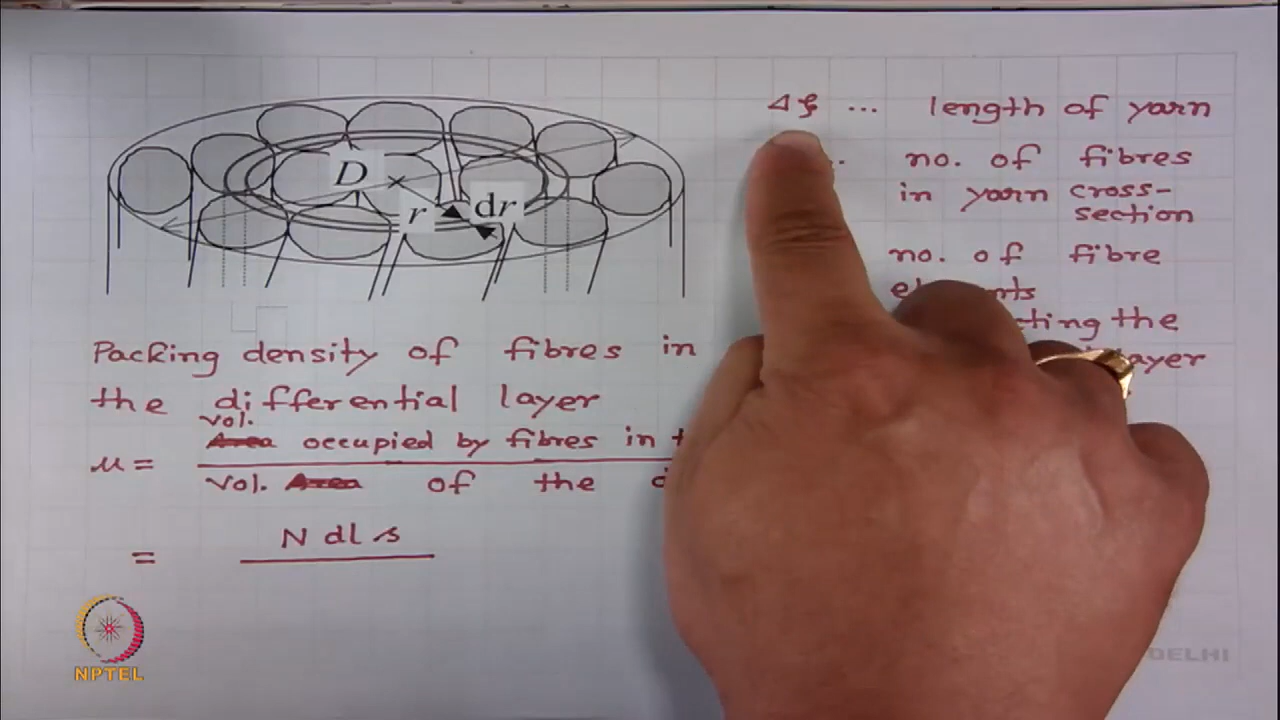 D
r
dr
Δξ ... length of yarn
.. no. of fibres
in yarn cross-
section
no. of fibre
ting the
layer
Packing density of fibres in
the differential layer
vol.
μ = Area occupied by fibres in
vol. Area of the
= N dl s
NPTEL
DELHI